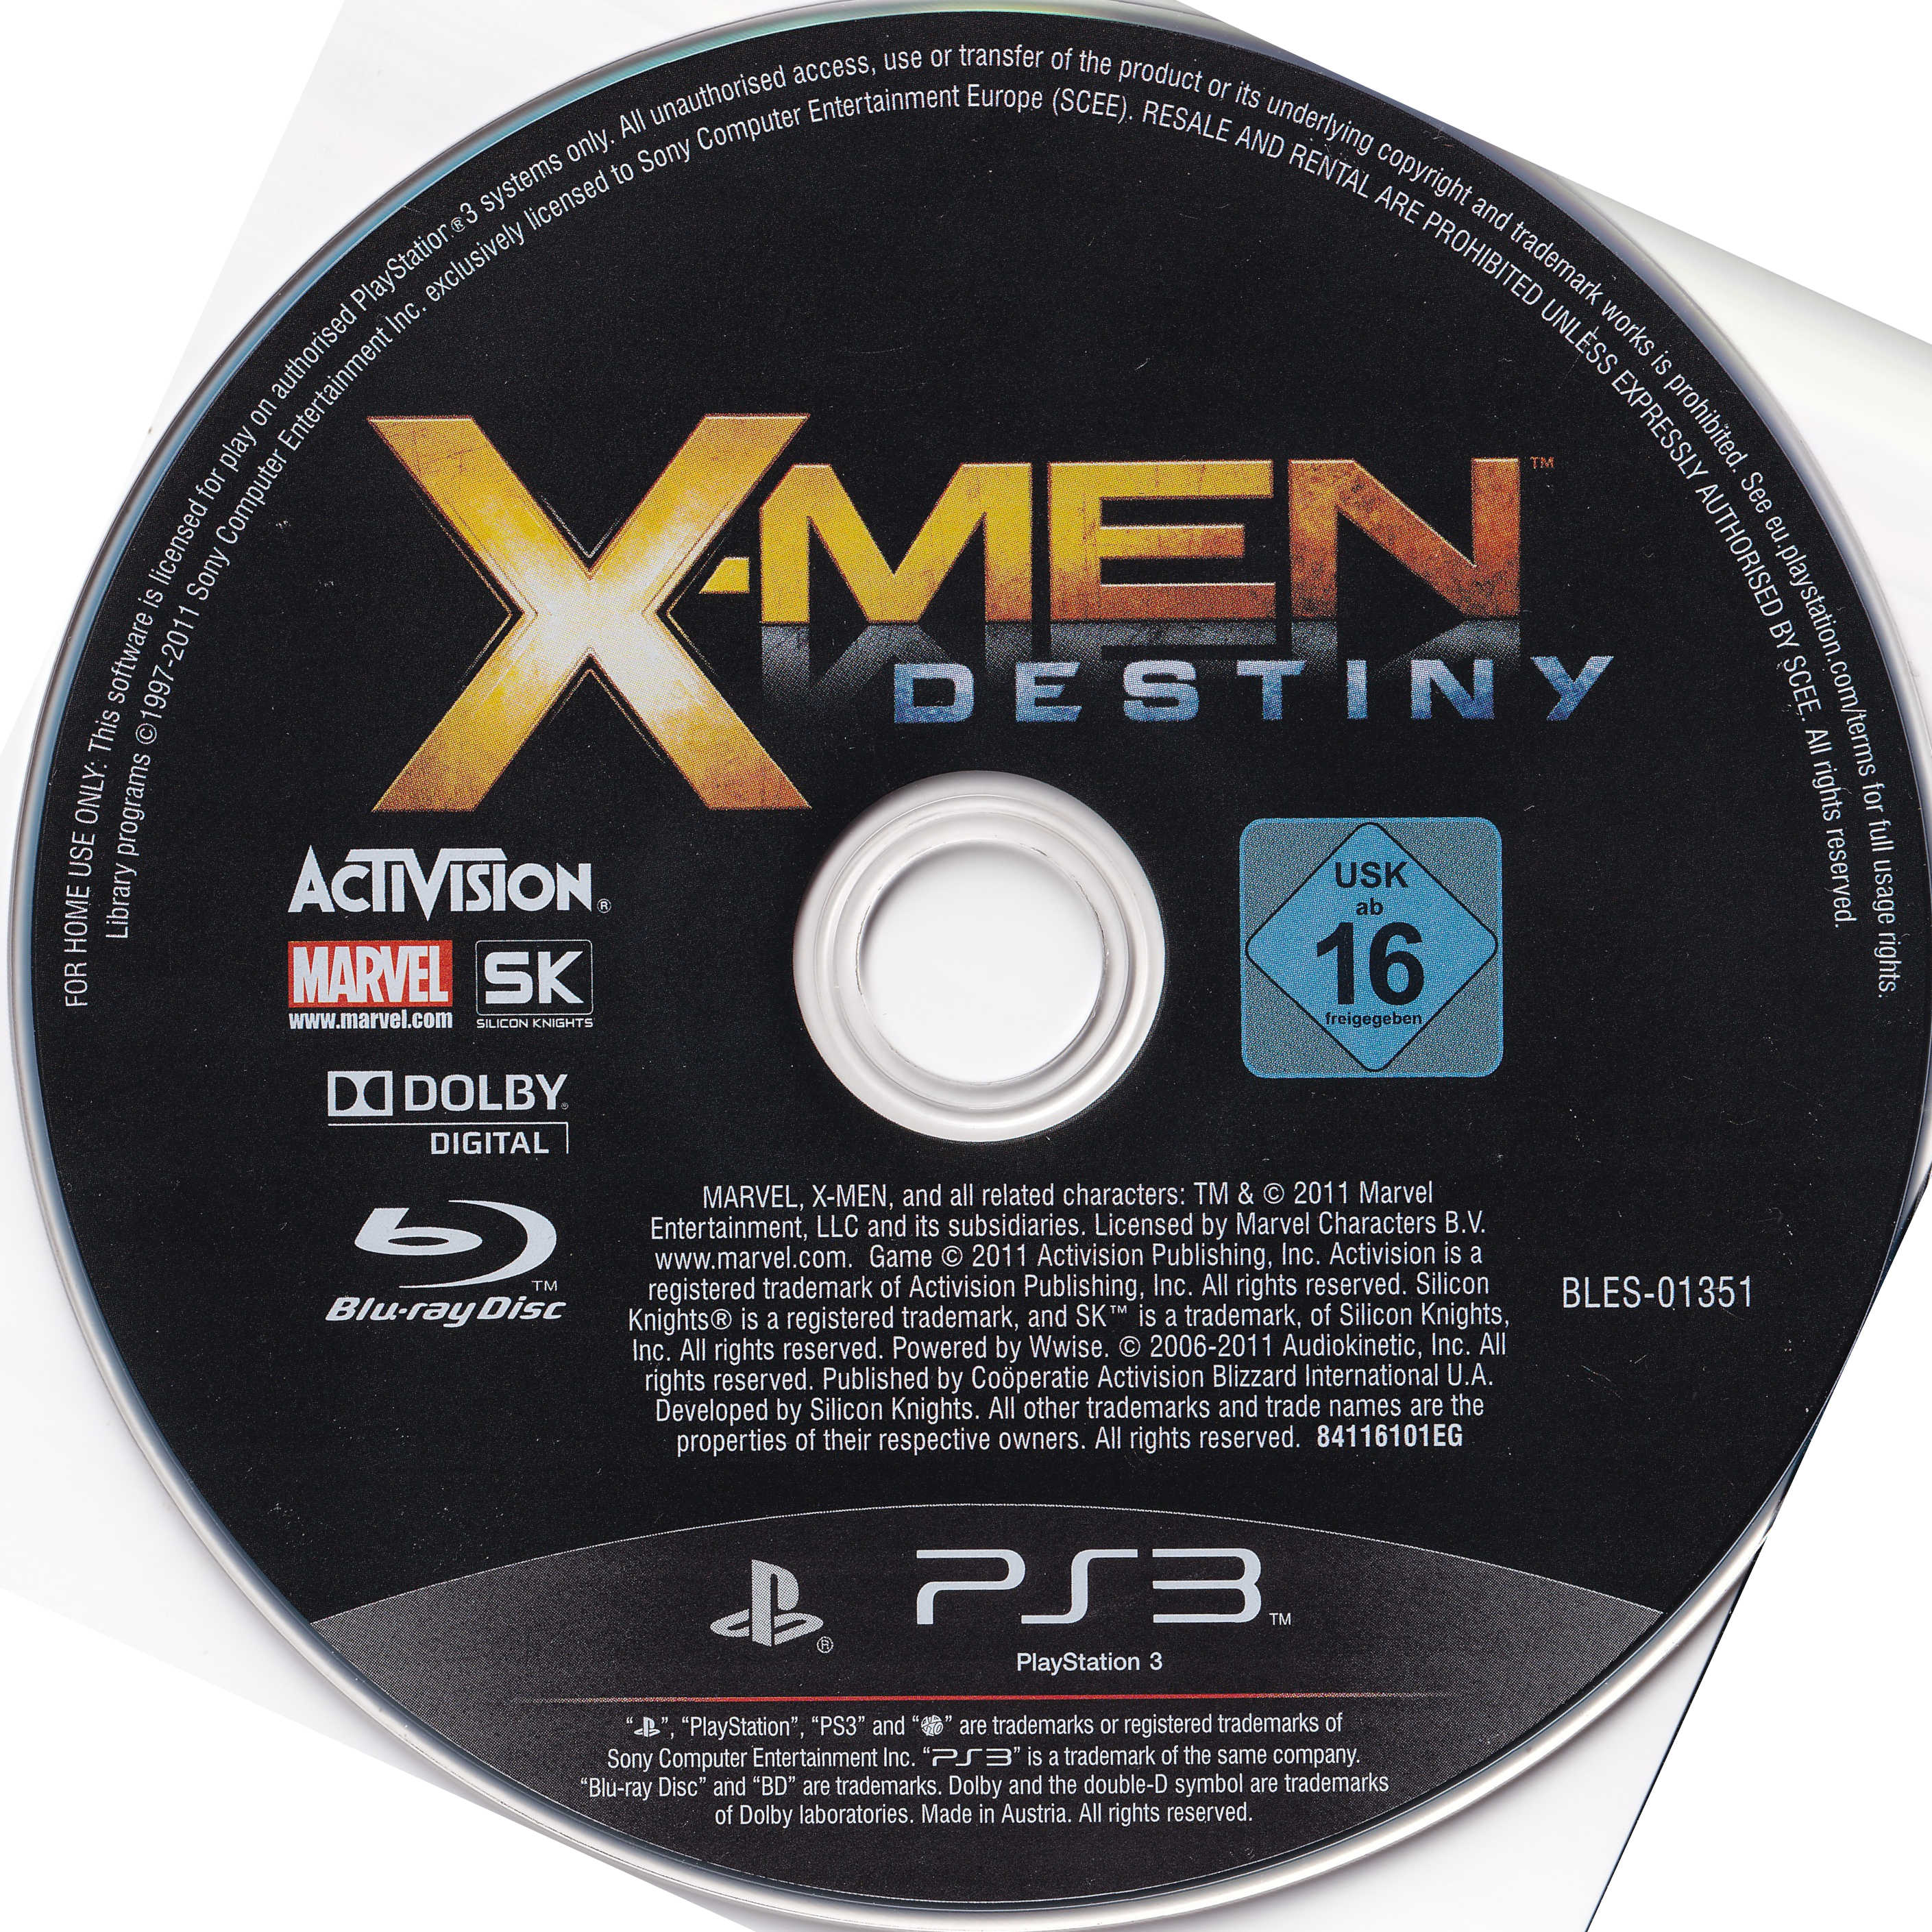 FOR HOME USE ONLY: This software is licensed for play on authorised PlayStation®3 systems only. All unauthorised access, use or transfer of the product or its underlying copyright and trademark works is prohibited. See eu.playstation.com/terms for full usage rights.
Library programs ©1997-2011 Sony Computer Entertainment Inc. exclusively licensed to Sony Computer Entertainment Europe (SCEE). RESALE AND RENTAL ARE PROHIBITED UNLESS EXPRESSLY AUTHORISED BY SCEE. All rights reserved.
X-MEN™
DESTINY
ACTIVISION®
MARVEL
www.marvel.com
SK
SILICON KNIGHTS
USK
ab
16
freigegeben
DOLBY®
DIGITAL
Blu-ray Disc™
MARVEL, X-MEN, and all related characters: TM & © 2011 Marvel
Entertainment, LLC and its subsidiaries. Licensed by Marvel Characters B.V.
www.marvel.com. Game © 2011 Activision Publishing, Inc. Activision is a
registered trademark of Activision Publishing, Inc. All rights reserved. Silicon
Knights® is a registered trademark, and SK™ is a trademark, of Silicon Knights,
Inc. All rights reserved. Powered by Wwise. © 2006-2011 Audiokinetic, Inc. All
rights reserved. Published by Coöperatie Activision Blizzard International U.A.
Developed by Silicon Knights. All other trademarks and trade names are the
properties of their respective owners. All rights reserved. 84116101EG
BLES-01351
®
PS3™
PlayStation 3
“ ”, “PlayStation”, “PS3” and “ ” are trademarks or registered trademarks of
Sony Computer Entertainment Inc. “PS3” is a trademark of the same company.
“Blu-ray Disc” and “BD” are trademarks. Dolby and the double-D symbol are trademarks
of Dolby laboratories. Made in Austria. All rights reserved.